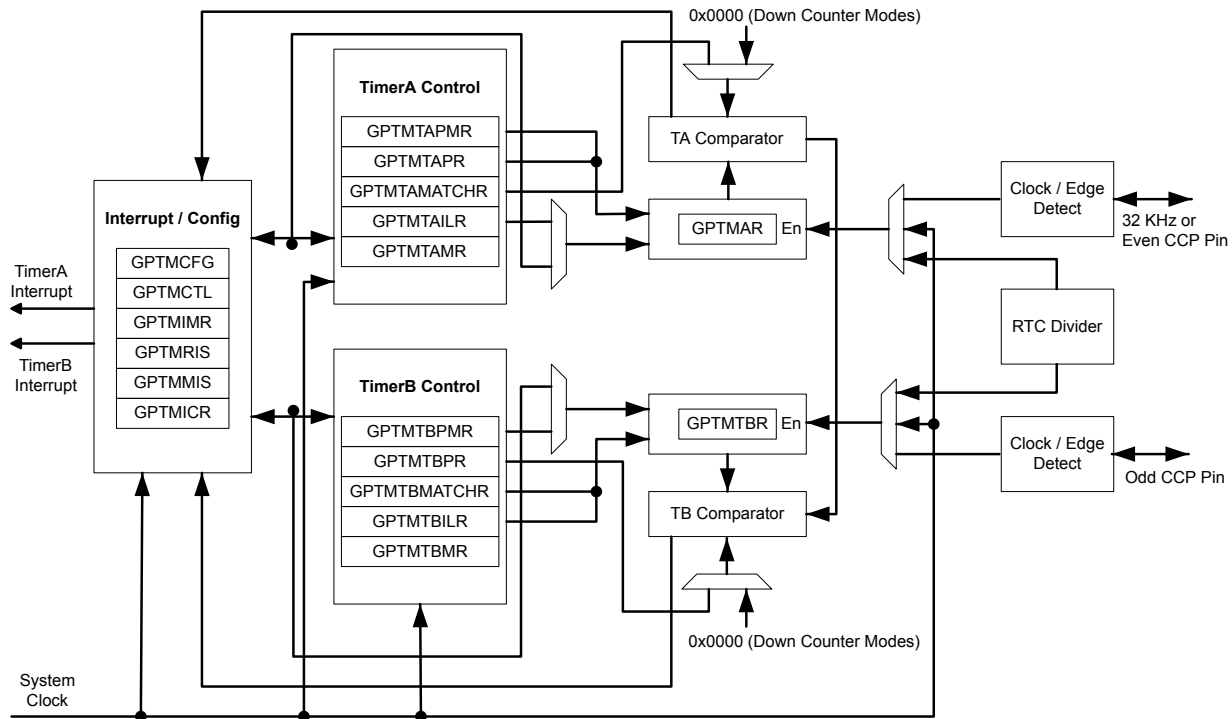 0x0000 (Down Counter Modes)
TimerA Control
GPTMTAPMR
GPTMTAPR
GPTMTAMATCHR
GPTMTAILR
GPTMTAMR
TA Comparator
GPTMAR
En
Clock / Edge
Detect
32 KHz or
Even CCP Pin
Interrupt / Config
GPTMCFG
GPTMCTL
GPTMIMR
GPTMRIS
GPTMMIS
GPTMICR
TimerA
Interrupt
TimerB
Interrupt
RTC Divider
TimerB Control
GPTMTBPMR
GPTMTBPR
GPTMTBMATCHR
GPTMTBILR
GPTMTBMR
GPTMTBR
En
TB Comparator
Clock / Edge
Detect
Odd CCP Pin
0x0000 (Down Counter Modes)
System
Clock